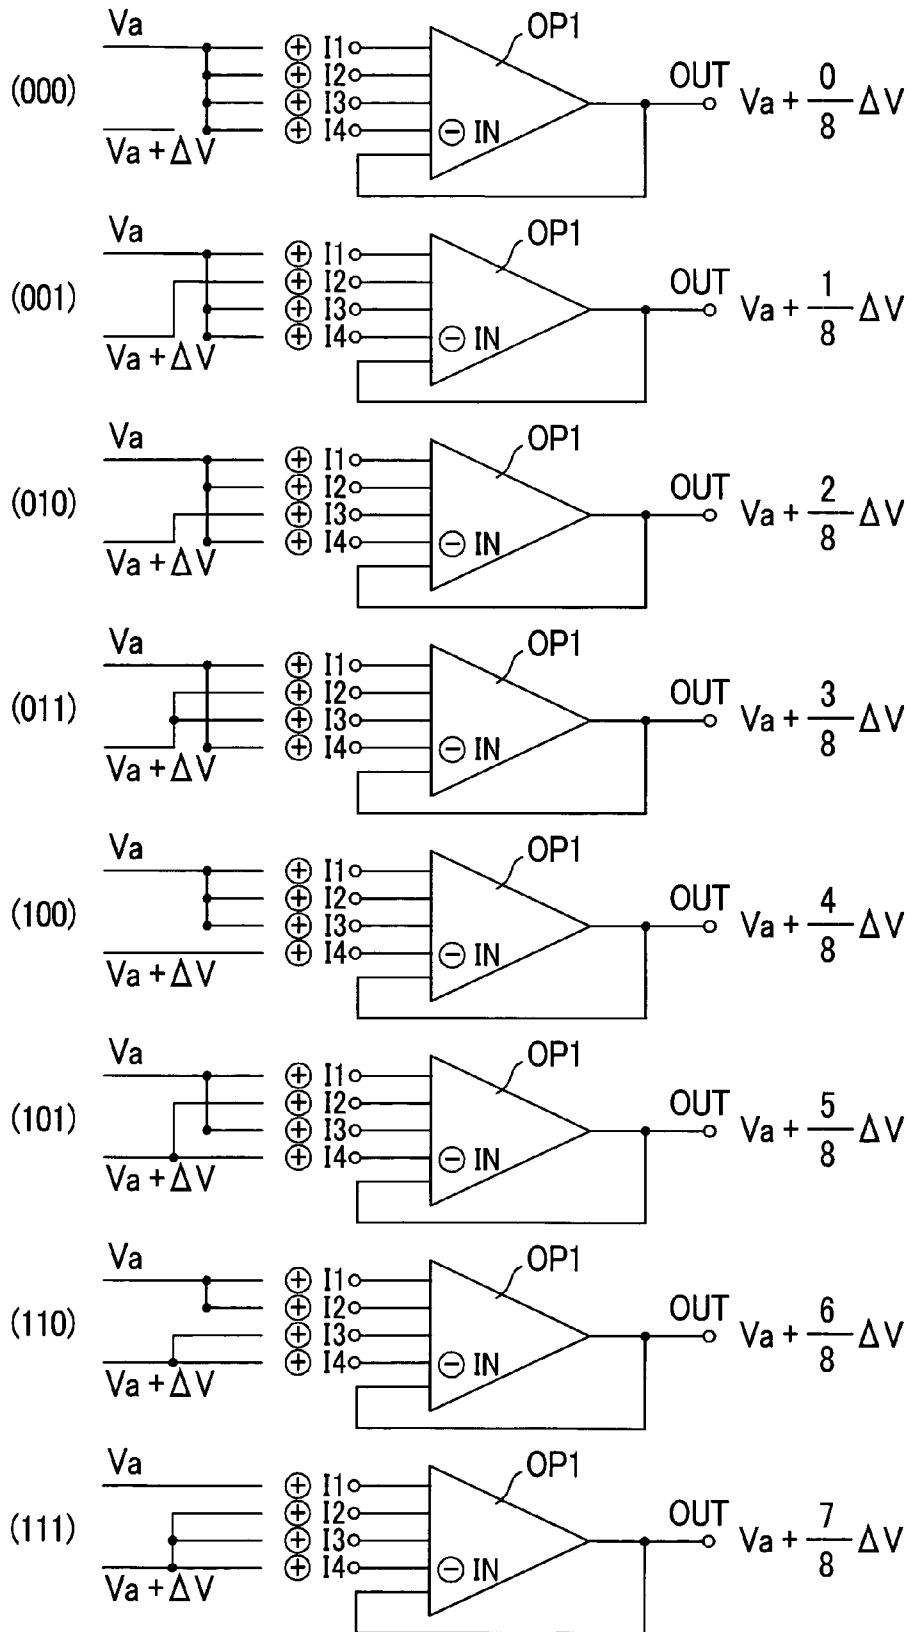 Va
OP1
(000)
⊕ I1
⊕ I2
⊕ I3
⊕ I4
⊖ IN
OUT
Va + 0/8 ΔV
Va + ΔV
Va
OP1
(001)
⊕ I1
⊕ I2
⊕ I3
⊕ I4
⊖ IN
OUT
Va + 1/8 ΔV
Va + ΔV
Va
OP1
(010)
⊕ I1
⊕ I2
⊕ I3
⊕ I4
⊖ IN
OUT
Va + 2/8 ΔV
Va + ΔV
Va
OP1
(011)
⊕ I1
⊕ I2
⊕ I3
⊕ I4
⊖ IN
OUT
Va + 3/8 ΔV
Va + ΔV
Va
OP1
(100)
⊕ I1
⊕ I2
⊕ I3
⊕ I4
⊖ IN
OUT
Va + 4/8 ΔV
Va + ΔV
Va
OP1
(101)
⊕ I1
⊕ I2
⊕ I3
⊕ I4
⊖ IN
OUT
Va + 5/8 ΔV
Va + ΔV
Va
OP1
(110)
⊕ I1
⊕ I2
⊕ I3
⊕ I4
⊖ IN
OUT
Va + 6/8 ΔV
Va + ΔV
Va
OP1
(111)
⊕ I1
⊕ I2
⊕ I3
⊕ I4
⊖ IN
OUT
Va + 7/8 ΔV
Va + ΔV